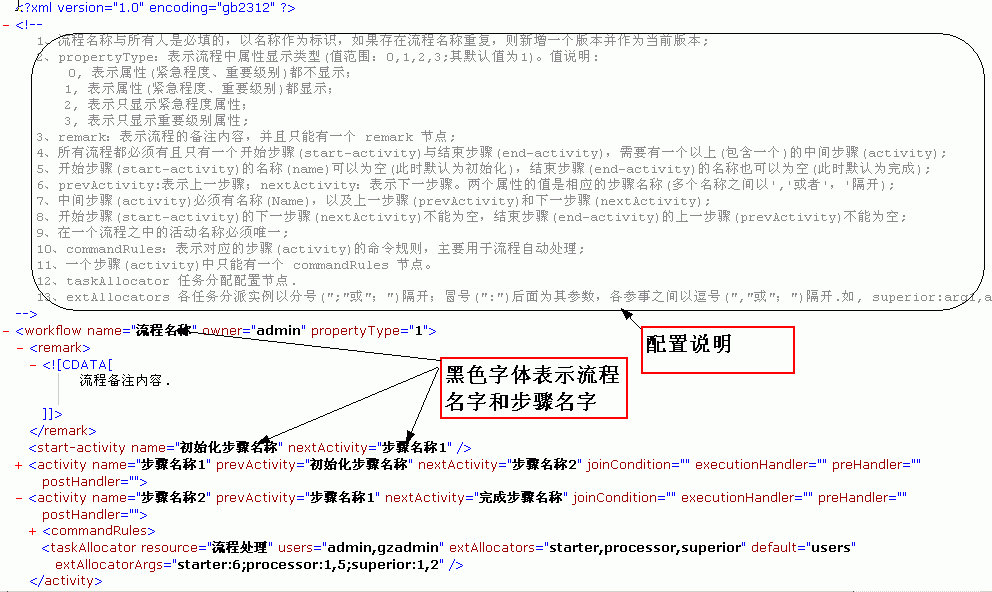 <?xml version="1.0" encoding="gb2312" ?>
- <!--
1、流程名称与所有人是必填的，以名称作为标识，如果存在流程名称重复，则新增一个版本并作为当前版本;
2、propertyType: 表示流程中属性显示类型(值范围: 0,1,2,3;其默认值为1)。值说明:
0, 表示属性(紧急程度、重要级别)都不显示;
1, 表示属性(紧急程度、重要级别)都显示;
2, 表示只显示紧急程度属性;
3, 表示只显示重要级别属性;
3、remark: 表示流程的备注内容, 并且只能有一个 remark 节点;
4、所有流程都必须有且只有一个开始步骤(start-activity)与结束步骤(end-activity), 需要有一个以上(包含一个)的中间步骤(activity);
5、开始步骤(start-activity)的名称(name)可以为空(此时默认为初始化), 结束步骤(end-activity)的名称也可以为空(此时默认为完成);
6、prevActivity:表示上一步骤; nextActivity: 表示下一步骤。两个属性的值是相应的步骤名称(多个名称之间以','或者'，'隔开);
7、中间步骤(activity)必须有名称(Name), 以及上一步骤(prevActivity)和下一步骤(nextActivity);
8、开始步骤(start-activity)的下一步骤(nextActivity)不能为空, 结束步骤(end-activity)的上一步骤(prevActivity)不能为空;
9、在一个流程之中的活动名称必须唯一;
10、commandRules: 表示对应的步骤(activity)的命令规则, 主要用于流程自动处理;
11、一个步骤(activity)中只能有一个 commandRules 节点。
12、taskAllocator 任务分配配置节点.
13、extAllocators 各任务分派实例以分号(";"或"；")隔开; 冒号(":")后面为其参数, 各参事之间以逗号(","或"；")隔开.如, superior:arg1,a
-->
配置说明
- <workflow name="流程名称" owner="admin" propertyType="1">
- <remark>
- <![CDATA[
流程备注内容.
黑色字体表示流程
名字和步骤名字
]]>
</remark>
<start-activity name="初始化步骤名称" nextActivity="步骤名称1" />
+ <activity name="步骤名称1" prevActivity="初始化步骤名称" nextActivity="步骤名称2" joinCondition="" executionHandler="" preHandler=""
postHandler="">
- <activity name="步骤名称2" prevActivity="步骤名称1" nextActivity="完成步骤名称" joinCondition="" executionHandler="" preHandler=""
postHandler="">
+ <commandRules>
<taskAllocator resource="流程处理" users="admin,gzadmin" extAllocators="starter,processor,superior" default="users"
extAllocatorArgs="starter:6;processor:1,5;superior:1,2" />
</activity>